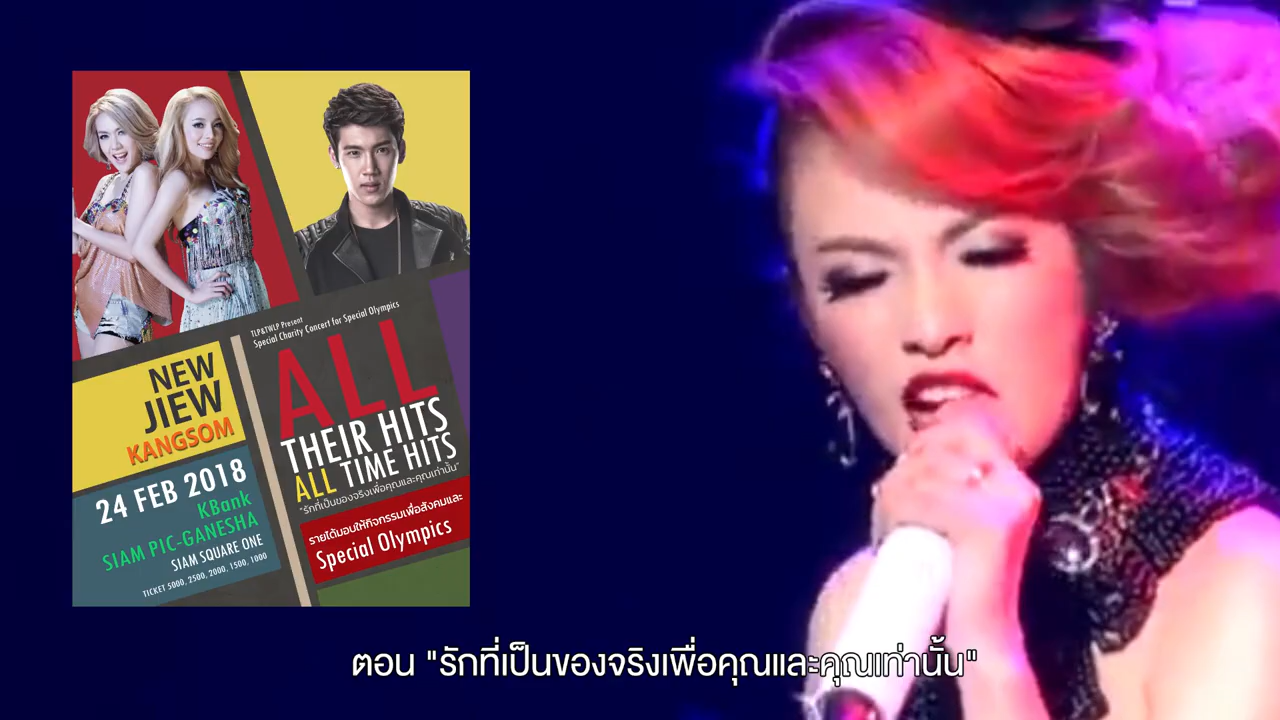 NEW
JIEW
KANGSOM
24 FEB 2018
KBank
SIAM PIC-GANESHA
SIAM SQUARE ONE
TICKET 5000, 2500, 2000, 1500, 1000
TLP&TWLP Present
Special Charity Concert for Special Olympics
ALL
THEIR HITS
ALL TIME HITS
"รักที่เป็นของจริงเพื่อคุณและคุณเท่านั้น"
รายได้มอบให้กิจกรรมเพื่อสังคมและ
Special Olympics
ตอน "รักที่เป็นของจริงเพื่อคุณและคุณเท่านั้น"